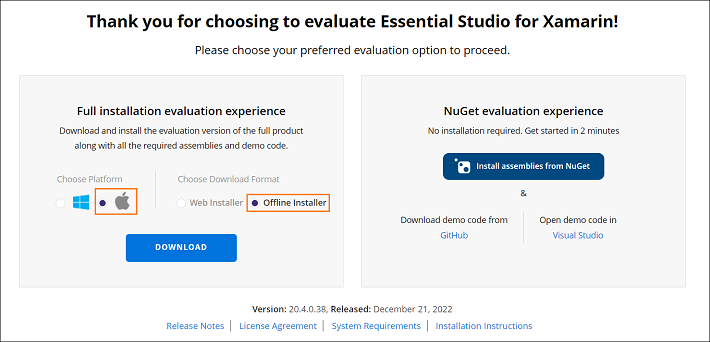 Thank you for choosing to evaluate Essential Studio for Xamarin!
Please choose your preferred evaluation option to proceed.
Full installation evaluation experience
Download and install the evaluation version of the full product
along with all the required assemblies and demo code.
Choose Platform
Choose Download Format
Web Installer
Offline Installer
DOWNLOAD
NuGet evaluation experience
No installation required. Get started in 2 minutes
Install assemblies from NuGet
&
Download demo code from
GitHub
Open demo code in
Visual Studio
Version: 20.4.0.38, Released: December 21, 2022
Release Notes | License Agreement | System Requirements | Installation Instructions